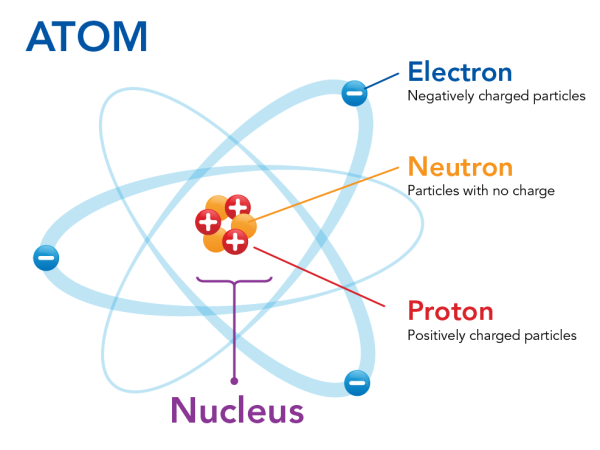 ATOM
Electron
Negatively charged particles
Neutron
Particles with no charge
Proton
Positively charged particles
Nucleus